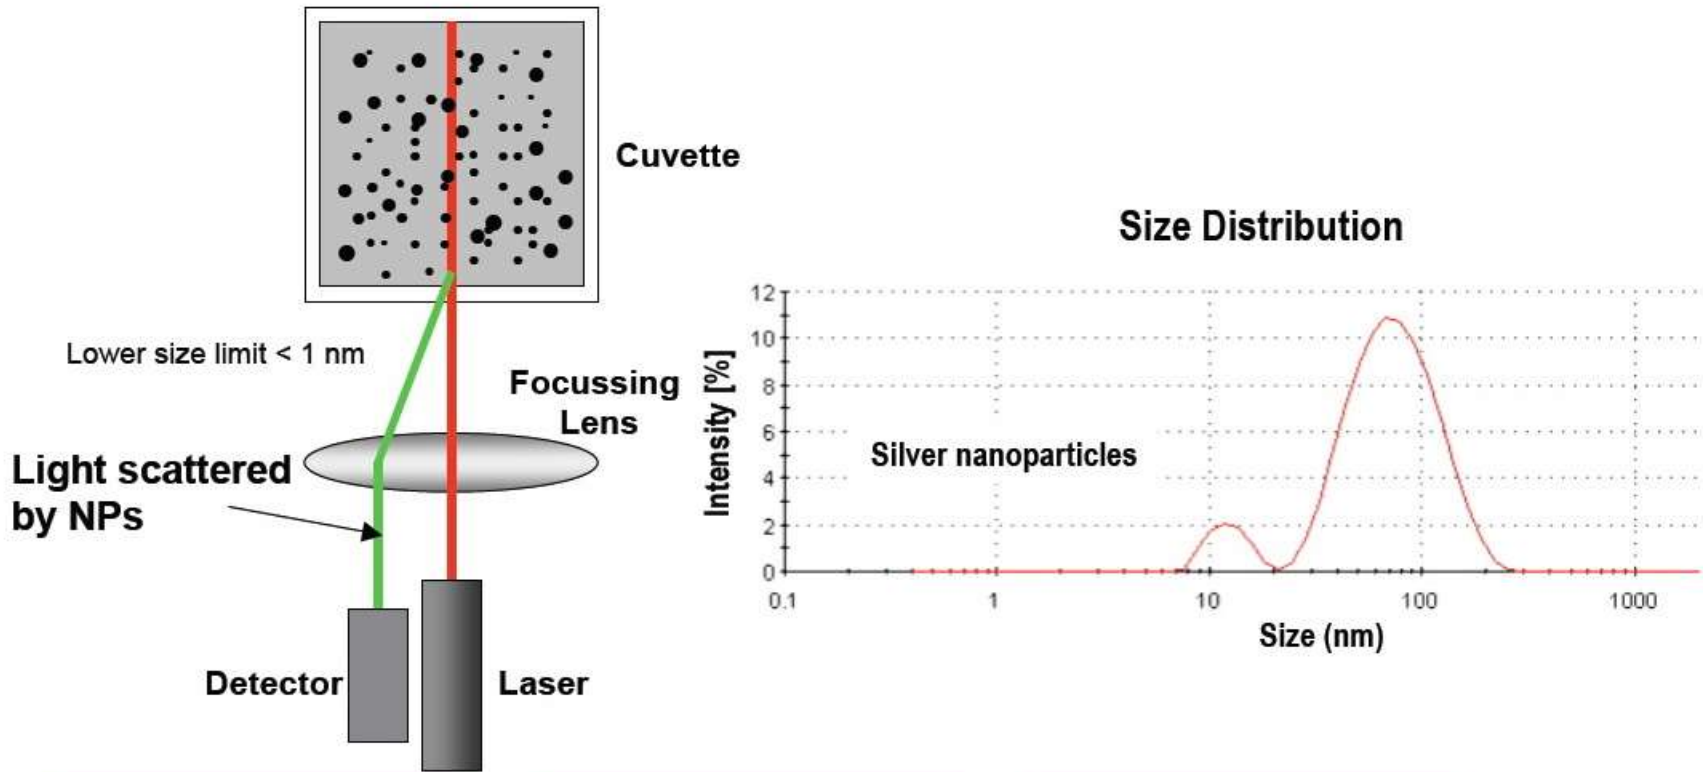 Cuvette
Lower size limit < 1 nm
Focussing
Lens
Light scattered
by NPs
Detector
Laser
Size Distribution
Intensity [%]
12
10
8
6
4
2
0
Silver nanoparticles
0.1
1
10
100
1000
Size (nm)